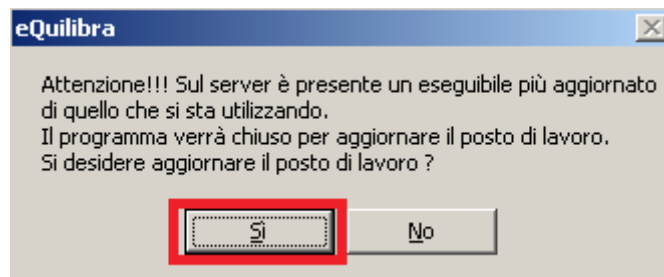 eQuilibra
Attenzione!!! Sul server è presente un eseguibile più aggiornato
di quello che si sta utilizzando.
Il programma verrà chiuso per aggiornare il posto di lavoro.
Si desidere aggiornare il posto di lavoro ?
Sì No